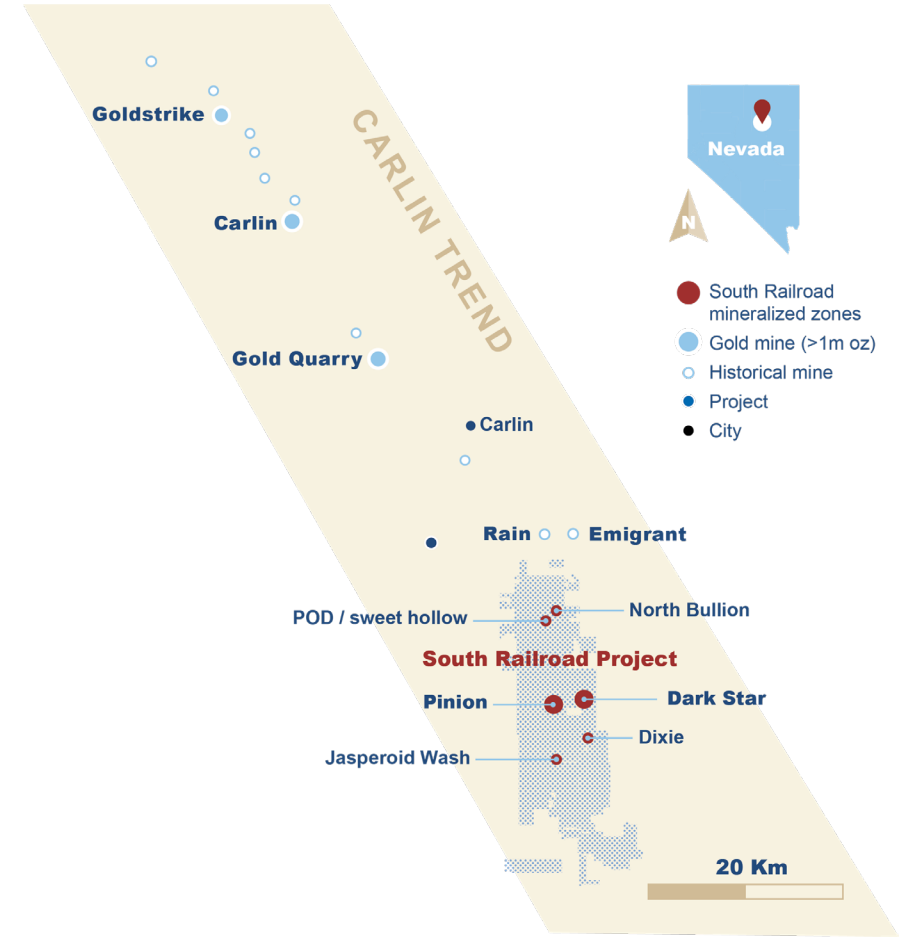 Goldstrike
CARLIN TREND
Nevada
N
Carlin
South Railroad
mineralized zones
Gold mine (>1m oz)
Historical mine
Project
City
Gold Quarry
Carlin
Rain
Emigrant
North Bullion
POD / sweet hollow
South Railroad Project
Pinion
Dark Star
Dixie
Jasperoid Wash
20 Km